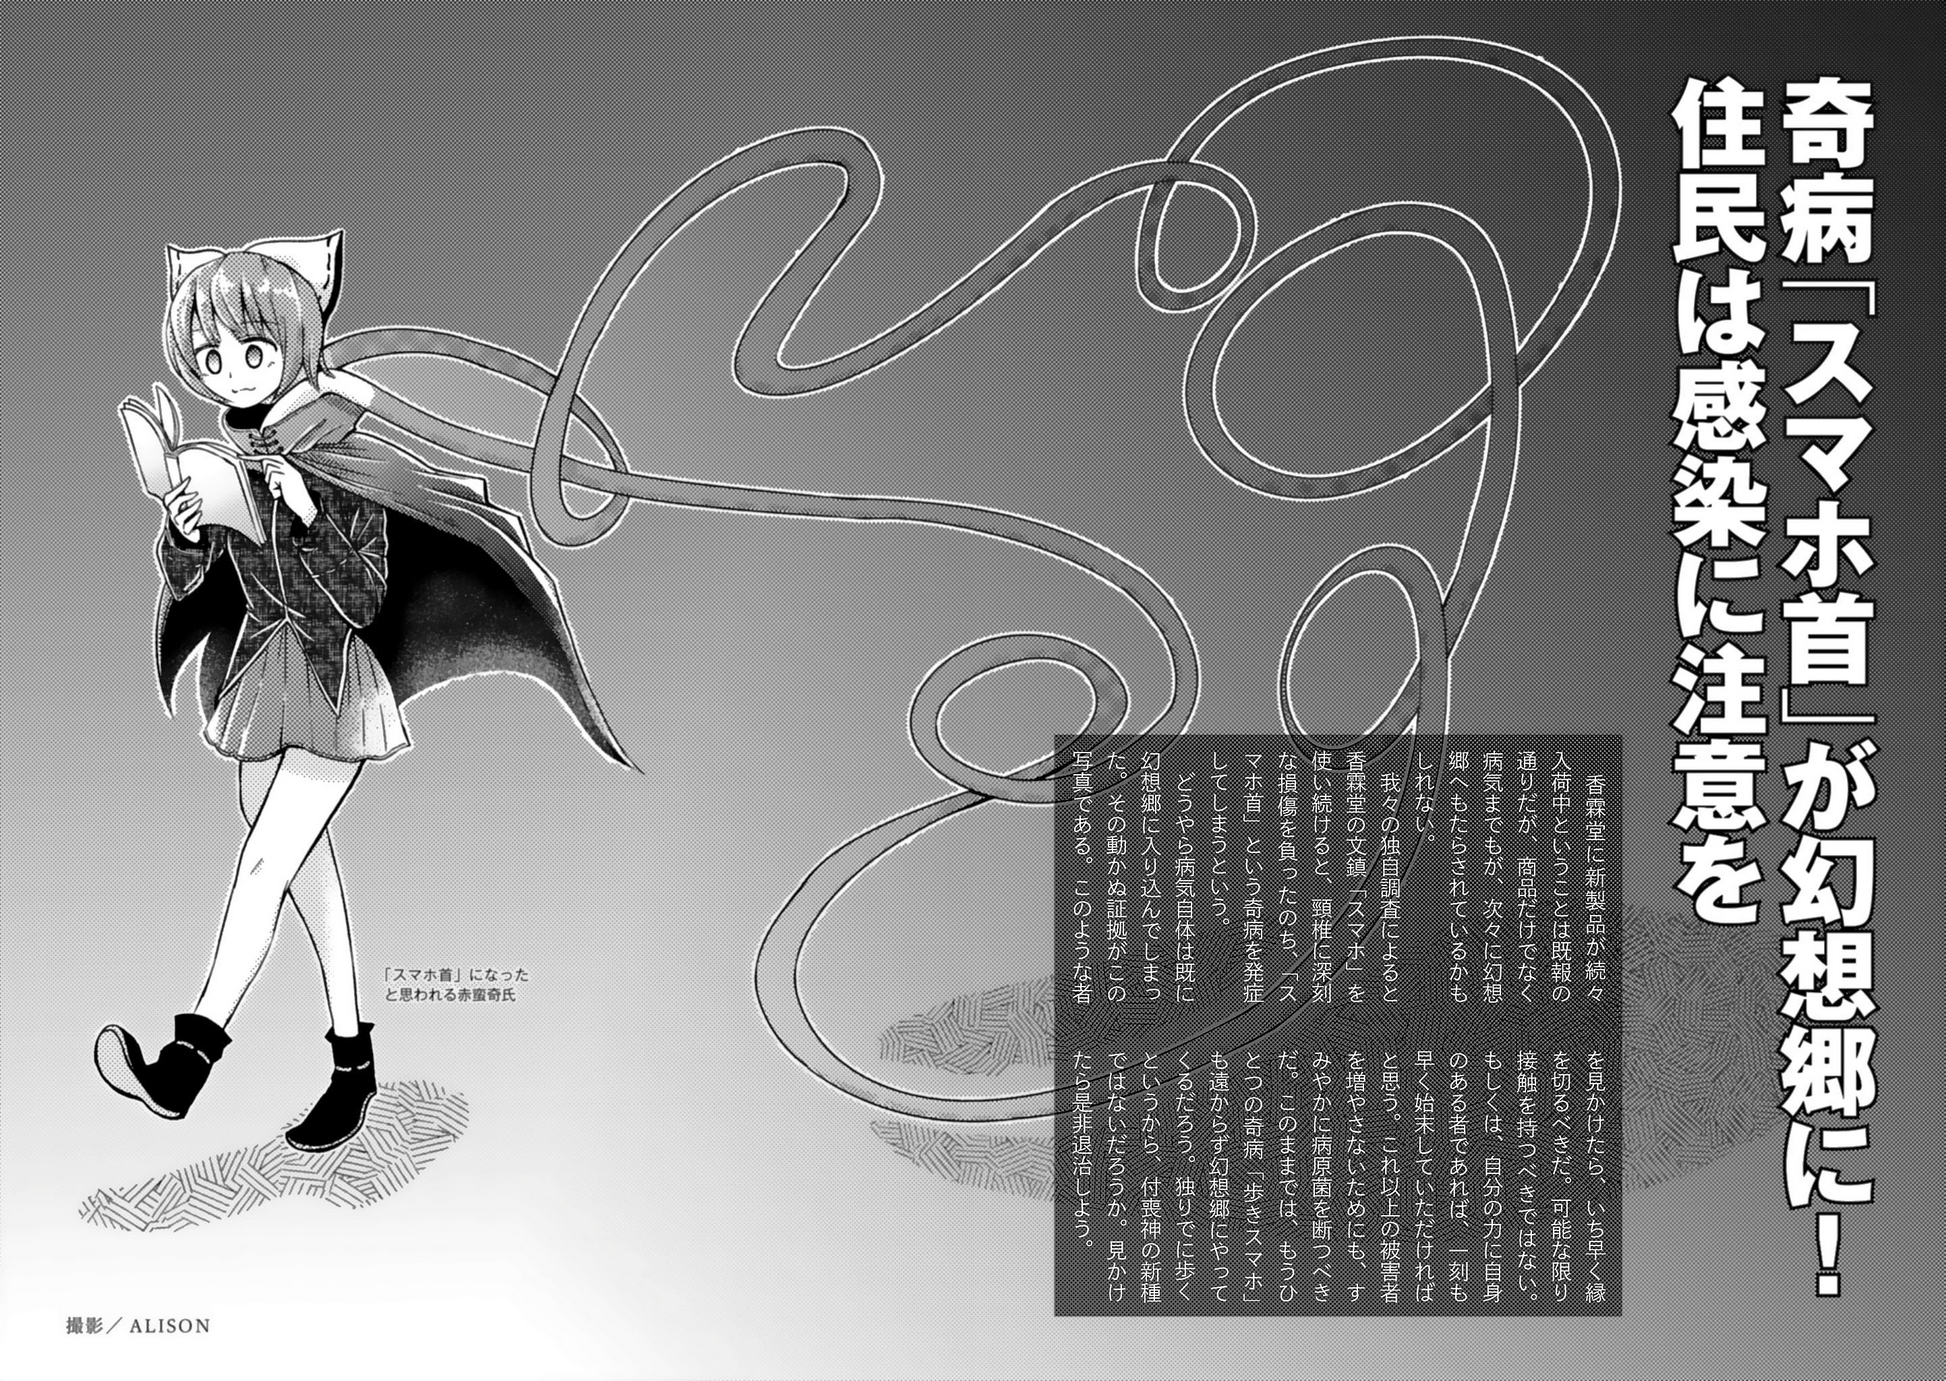 奇病「スマホ首」が幻想郷に！
住民は感染に注意を
香霖堂に新製品が続々
入荷中ということは既報の
通りだが、商品だけでなく
病気までもが、次々に幻想
郷へもたらされているかも
しれない。
我々の独自調査によると
香霖堂の文鎮「スマホ」を
使い続けると、頸椎に深刻
な損傷を負ったのち、「ス
マホ首」という奇病を発症
してしまうという。
どうやら病気自体は既に
幻想郷に入り込んでしまっ
た。その動かぬ証拠がこの
写真である。このような者
を見かけたら、いち早く縁
を切るべきだ。可能な限り
接触を持つべきではない。
もしくは、自分の力に自身
のある者であれば、一刻も
早く始末していただければ
と思う。これ以上の被害者
を増やさないためにも、す
みやかに病原菌を断つべき
だ。このままでは、もうひ
とつの奇病「歩きスマホ」
も遠からず幻想郷にやって
くるだろう。独りでに歩く
というから、付喪神の新種
ではないだろうか。見かけ
たら是非退治しよう。
「スマホ首」になった
と思われる赤蛮奇氏
撮影／ALISON